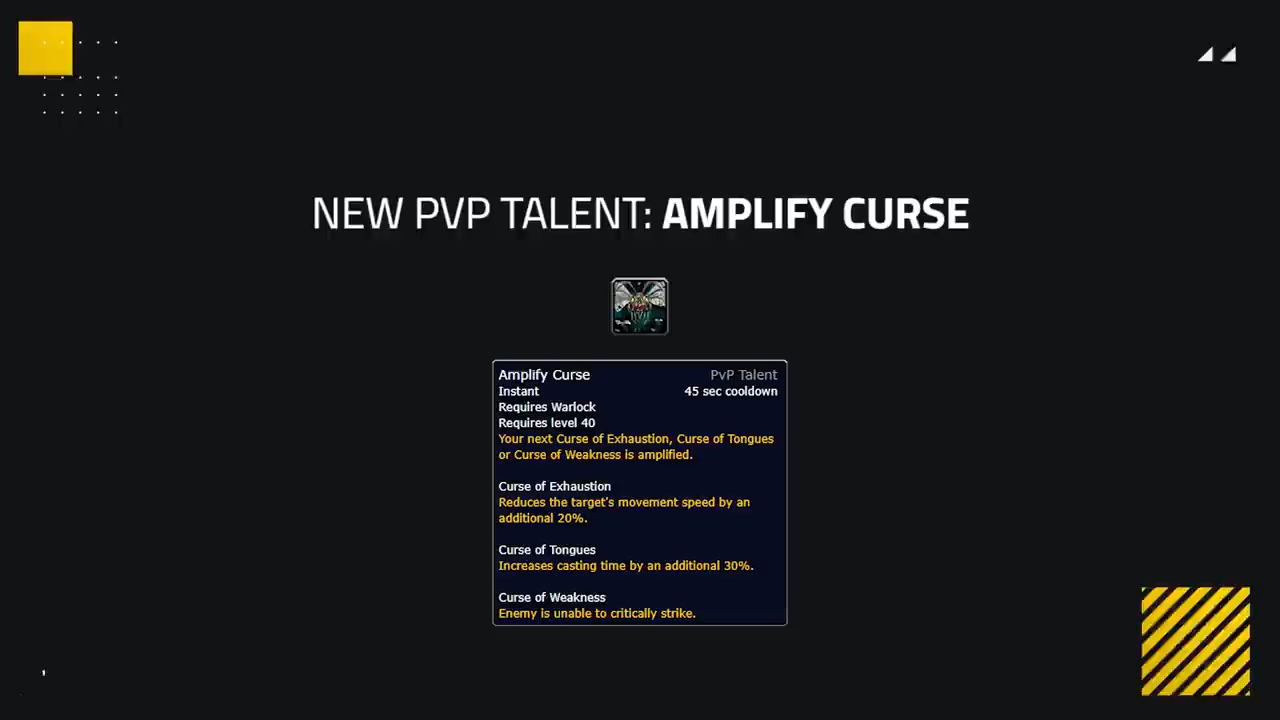 NEW PVP TALENT: AMPLIFY CURSE
Amplify Curse PvP Talent
Instant 45 sec cooldown
Requires Warlock
Requires level 40
Your next Curse of Exhaustion, Curse of Tongues
or Curse of Weakness is amplified.
Curse of Exhaustion
Reduces the target's movement speed by an
additional 20%.
Curse of Tongues
Increases casting time by an additional 30%.
Curse of Weakness
Enemy is unable to critically strike.